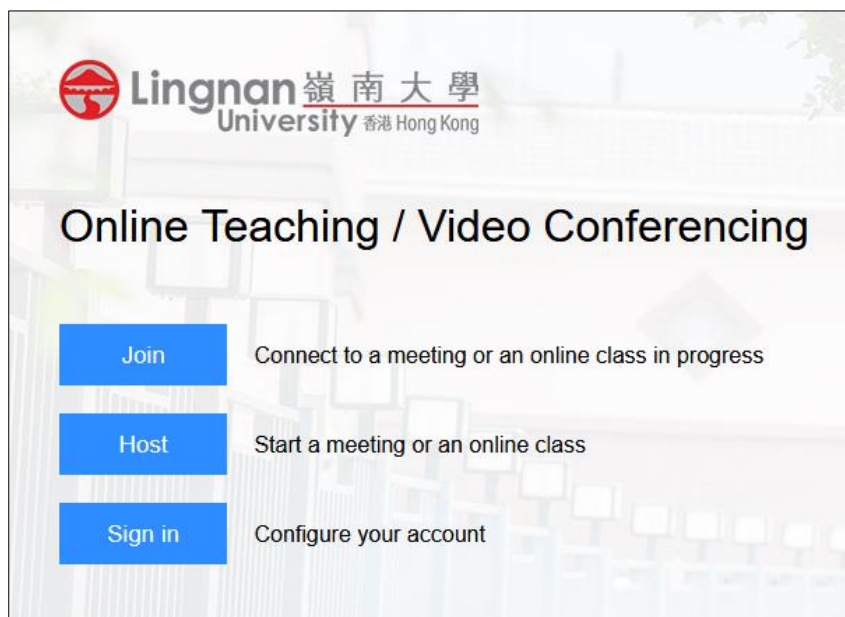 Lingnan 嶺南大學
University 香港 Hong Kong
Online Teaching / Video Conferencing
Join Connect to a meeting or an online class in progress
Host Start a meeting or an online class
Sign in Configure your account